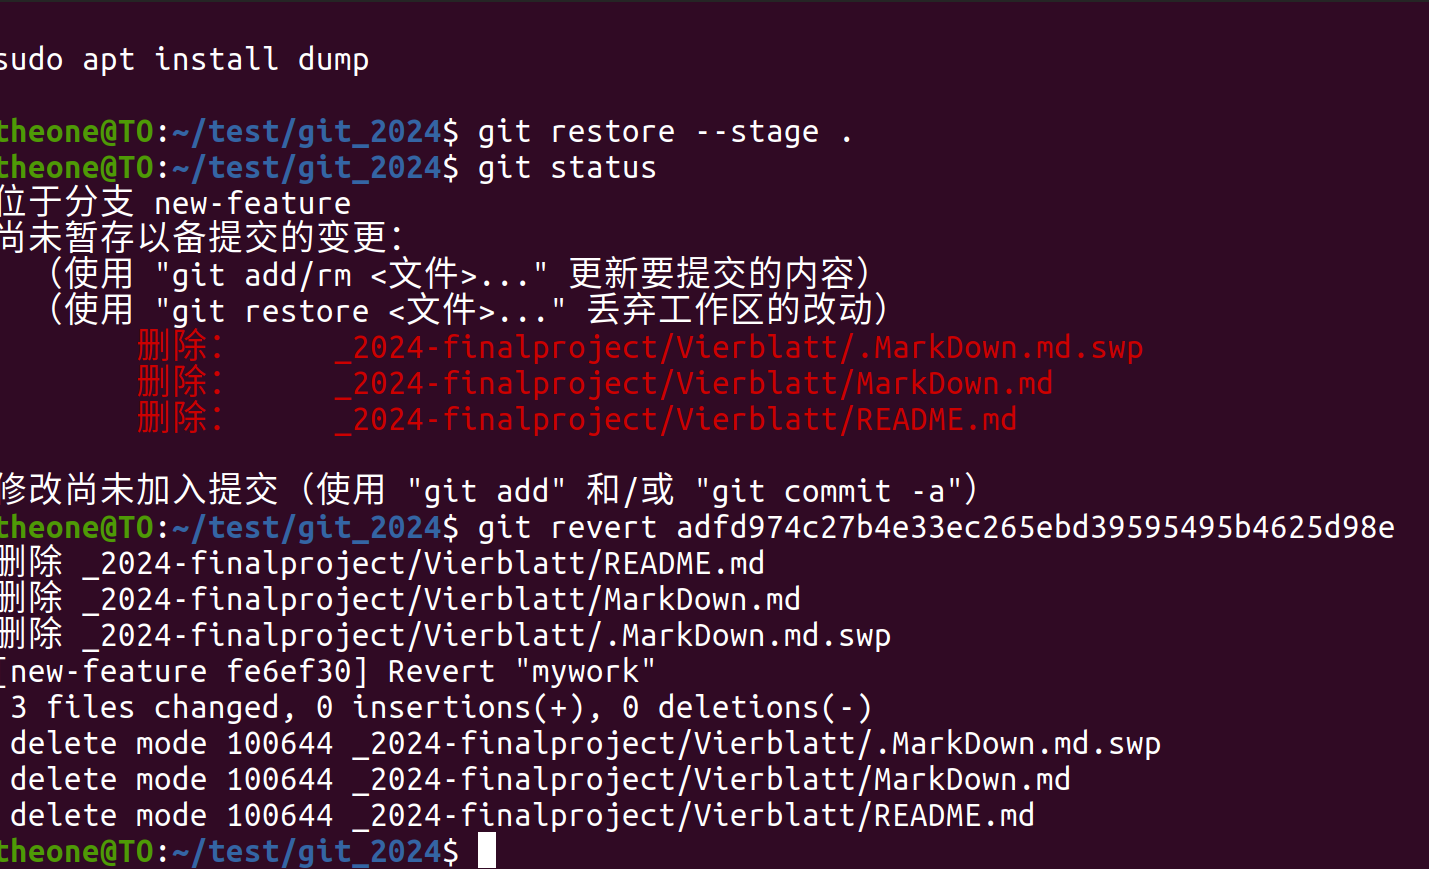 sudo apt install dump
theone@TO:~/test/git_2024$ git restore --stage .
theone@TO:~/test/git_2024$ git status
位于分支 new-feature
尚未暂存以备提交的变更：
（使用 "git add/rm <文件>..." 更新要提交的内容）
（使用 "git restore <文件>..." 丢弃工作区的改动）
删除： _2024-finalproject/Vierblatt/.MarkDown.md.swp
删除： _2024-finalproject/Vierblatt/MarkDown.md
删除： _2024-finalproject/Vierblatt/README.md
修改尚未加入提交（使用 "git add" 和/或 "git commit -a"）
theone@TO:~/test/git_2024$ git revert adfd974c27b4e33ec265ebd39595495b4625d98e
删除 _2024-finalproject/Vierblatt/README.md
删除 _2024-finalproject/Vierblatt/MarkDown.md
删除 _2024-finalproject/Vierblatt/.MarkDown.md.swp
[new-feature fe6ef30] Revert "mywork"
3 files changed, 0 insertions(+), 0 deletions(-)
delete mode 100644 _2024-finalproject/Vierblatt/.MarkDown.md.swp
delete mode 100644 _2024-finalproject/Vierblatt/MarkDown.md
delete mode 100644 _2024-finalproject/Vierblatt/README.md
theone@TO:~/test/git_2024$